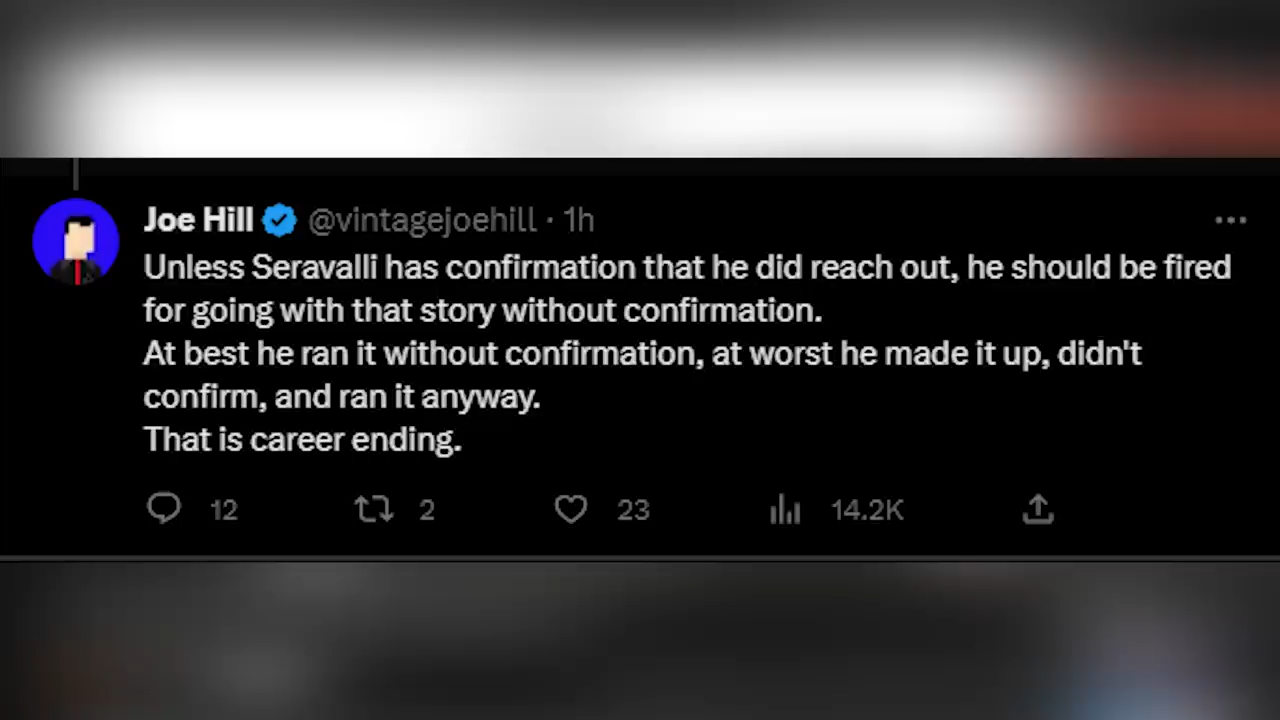 Joe Hill @vintagejoehill · 1h
Unless Seravalli has confirmation that he did reach out, he should be fired
for going with that story without confirmation.
At best he ran it without confirmation, at worst he made it up, didn't
confirm, and ran it anyway.
That is career ending.
12 2 23 14.2K